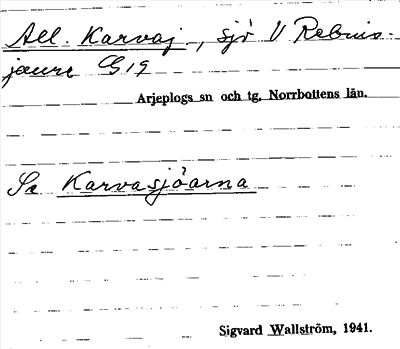 All. Karvaj, sjö V Rebnis-
jaure G 19
Arjeplogs sn och tg, Norrbottens län.
Se Karvasjöarna
Sigvard Wallström, 1941.